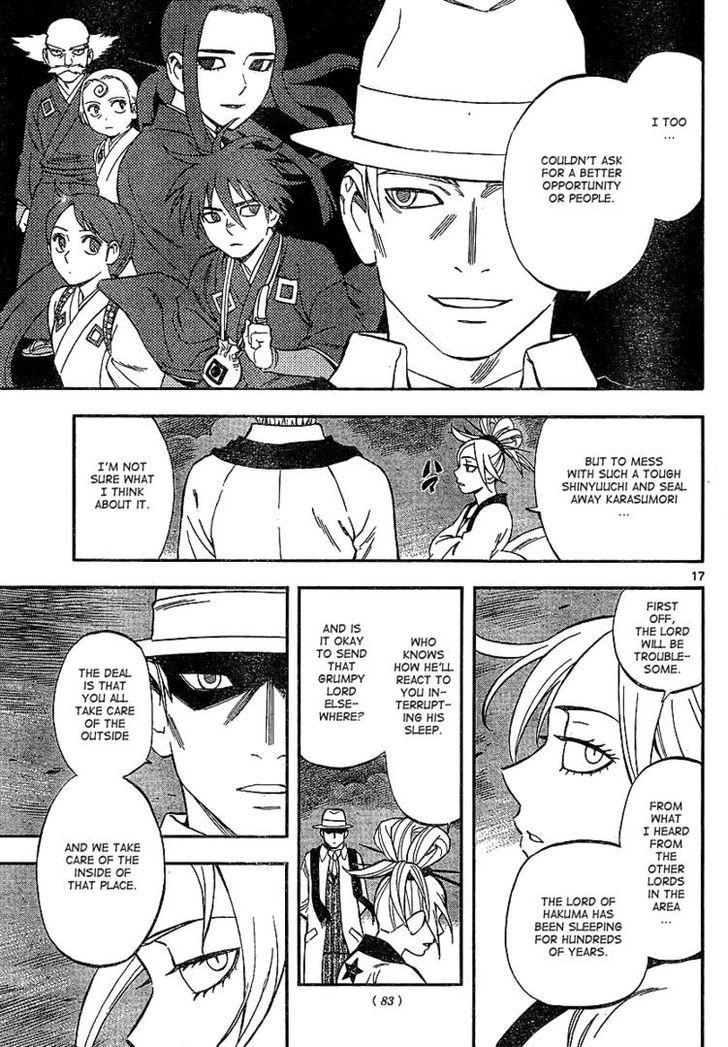 I TOO
...
COULDN'T ASK
FOR A BETTER
OPPORTUNITY
OR PEOPLE.
BUT TO MESS
WITH SUCH A TOUGH
SHINYUUCHI AND SEAL
AWAY KARASUMORI
...
I'M NOT
SURE WHAT
I THINK
ABOUT IT.
17
FIRST
OFF,
THE LORD
WILL BE
TROUBLE-
SOME.
FROM
WHAT
I HEARD
FROM THE
OTHER
LORDS
IN THE
AREA
...
THE LORD OF
HAKUMA HAS
BEEN SLEEPING
FOR HUNDREDS
OF YEARS.
WHO
KNOWS
HOW HE'LL
REACT TO
YOU IN-
TERRUPT-
ING HIS
SLEEP.
AND IS
IT OKAY
TO SEND
THAT
GRUMPY
LORD
ELSE-
WHERE?
(83)
THE DEAL
IS THAT
YOU ALL
TAKE CARE
OF THE
OUTSIDE
AND WE TAKE
CARE OF THE
INSIDE OF
THAT PLACE.